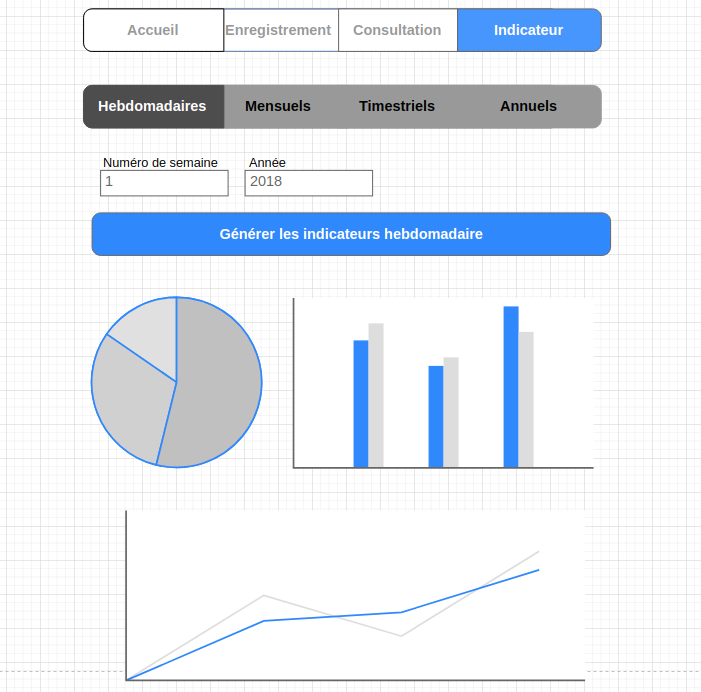 Accueil Enregistrement Consultation Indicateur
Hebdomadaires Mensuels Timestriels Annuels
Numéro de semaine Année
1 2018
Générer les indicateurs hebdomadaire